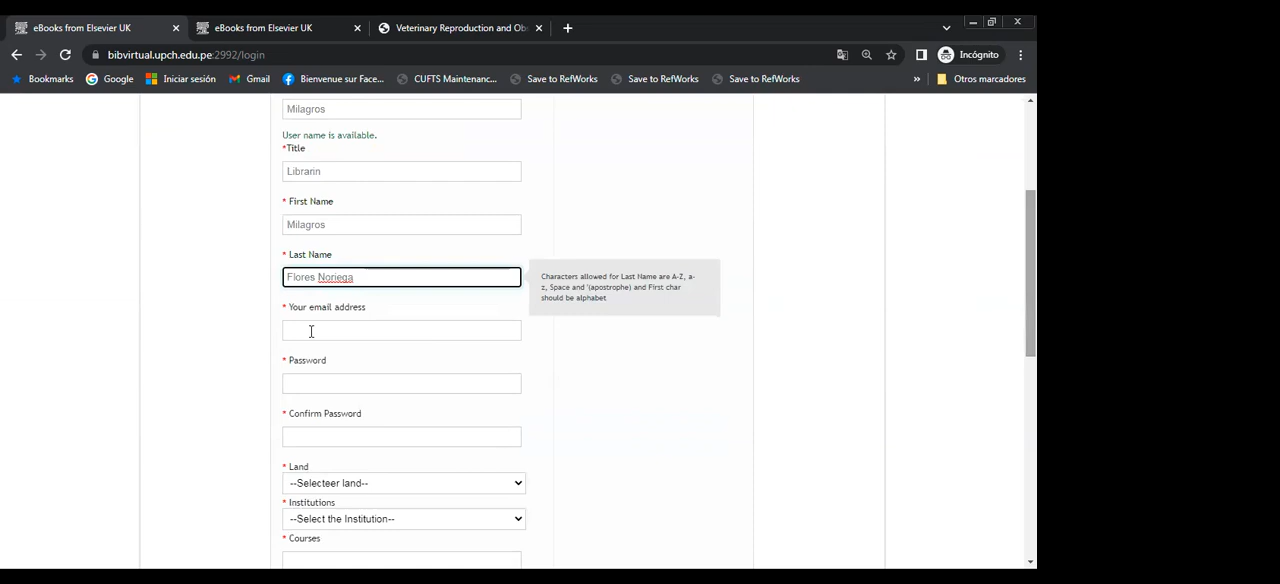 eBooks from Elsevier UK
eBooks from Elsevier UK
Veterinary Reproduction and Obs
bibvirtual.upch.edu.pe:2992/login
Incógnito
Bookmarks
Google
Iniciar sesión
Gmail
Bienvenue sur Face...
CUFTS Maintenanc...
Save to RefWorks
Save to RefWorks
Save to RefWorks
»
Otros marcadores
Milagros
User name is available.
*Title
Librarin
* First Name
Milagros
* Last Name
Flores Noriega
Characters allowed for Last Name are A-Z, a-
z, Space and '(apostrophe) and First char
should be alphabet
* Your email address
* Password
* Confirm Password
* Land
--Selecteer land--
* Institutions
--Select the Institution--
* Courses